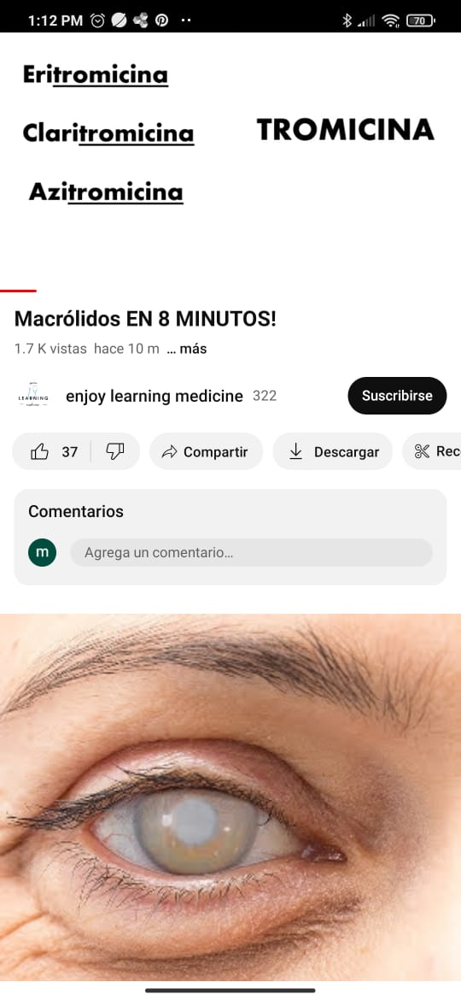 1:12 PM
70
Eritromicina
Claritromicina
TROMICINA
Azitromicina
Macrólidos EN 8 MINUTOS!
1.7 K vistas hace 10 m ... más
LEARNING
enjoy learning medicine 322
Suscribirse
37
Compartir
Descargar
Rec
Comentarios
m
Agrega un comentario...